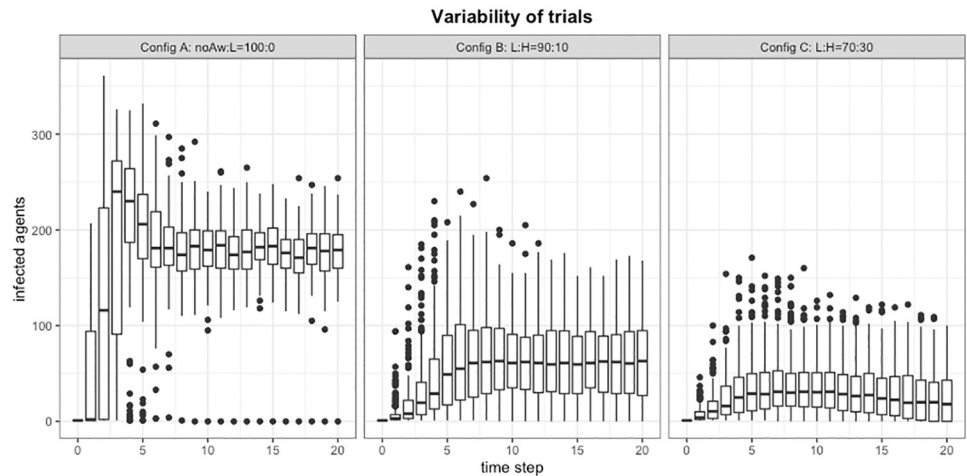 Variability of trials
Config A: noAw:L=100:0
Config B: L:H=90:10
Config C: L:H=70:30
infected agents
300
200
100
0
0 5 10 15 20
0 5 10 15 20
0 5 10 15 20
time step